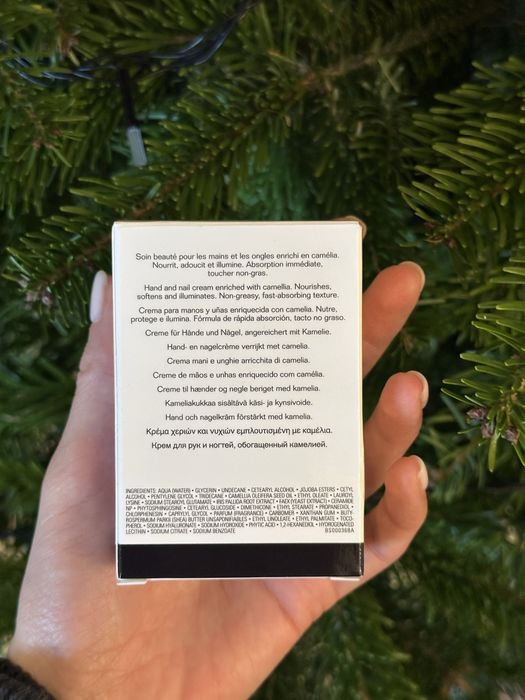 Soin beauté pour les mains et les ongles enrichi en camélia.
Nourrit, adoucit et illumine. Absorption immédiate,
toucher non-gras.
Hand and nail cream enriched with camellia. Nourishes,
softens and illuminates. Non-greasy, fast-absorbing texture.
Crema para manos y uñas enriquecida con camelia. Nutre,
protege e ilumina. Fórmula de rápida absorción, tacto no graso.
Creme für Hände und Nägel, angereichert mit Kamelie.
Hand- en nagelcrème verrijkt met camelia.
Crema mani e unghie arricchita di camelia.
Creme de mãos e unhas enriquecido com camélia.
Creme til hænder og negle beriget med kamelia.
Kameliakukkaa sisältävä käsi- ja kynsivoide.
Hand och nagelkräm förstärkt med kamelia.
Κρέμα χεριών και νυχιών εμπλουτισμένη με καμέλια.
Крем для рук и ногтей, обогащенный камелией.
INGREDIENTS: AQUA (WATER) • GLYCERIN • UNDECANE • CETEARYL ALCOHOL • JOJOBA ESTERS • CETYL
ALCOHOL • PENTYLENE GLYCOL • TRIDECANE • CAMELLIA OLEIFERA SEED OIL • ETHYL OLEATE • LAUROYL
LYSINE • SODIUM STEAROYL GLUTAMATE • IRIS PALLIDA ROOT EXTRACT • FAEX (YEAST EXTRACT) • CERAMIDE
NP • PHYTOSPHINGOSINE • CETEARYL GLUCOSIDE • DIMETHICONE • ETHYL STEARATE • PROPANEDIOL •
CHLORPHENESIN • CAPRYLYL GLYCOL • PARFUM (FRAGRANCE) • CARBOMER • XANTHAN GUM • BUTY-
ROSPERMUM PARKII (SHEA) BUTTER UNSAPONIFIABLES • ETHYL LINOLEATE • ETHYL PALMITATE • TOCO-
PHEROL • SODIUM HYALURONATE • SODIUM HYDROXIDE • PHYTIC ACID • 1,2-HEXANEDIOL • HYDROGENATED
LECITHIN • SODIUM CITRATE • SODIUM BENZOATE BS000368A